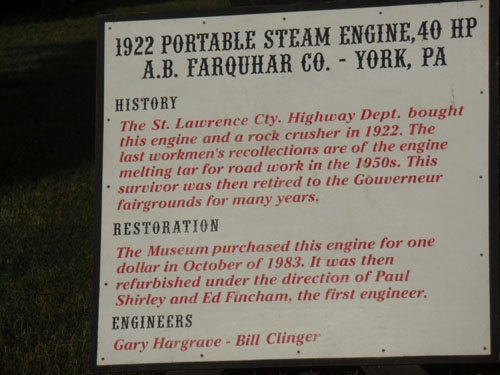 1922 PORTABLE STEAM ENGINE, 40 HP
A.B. FARQUHAR CO. - YORK, PA
HISTORY
The St. Lawrence Cty. Highway Dept. bought
this engine and a rock crusher in 1922. The
last workmen's recollections are of the engine
melting tar for road work in the 1950s. This
survivor was then retired to the Gouverneur
fairgrounds for many years.
RESTORATION
The Museum purchased this engine for one
dollar in October of 1983. It was then
refurbished under the direction of Paul
Shirley and Ed Fincham, the first engineer.
ENGINEERS
Gary Hargrave - Bill Clinger